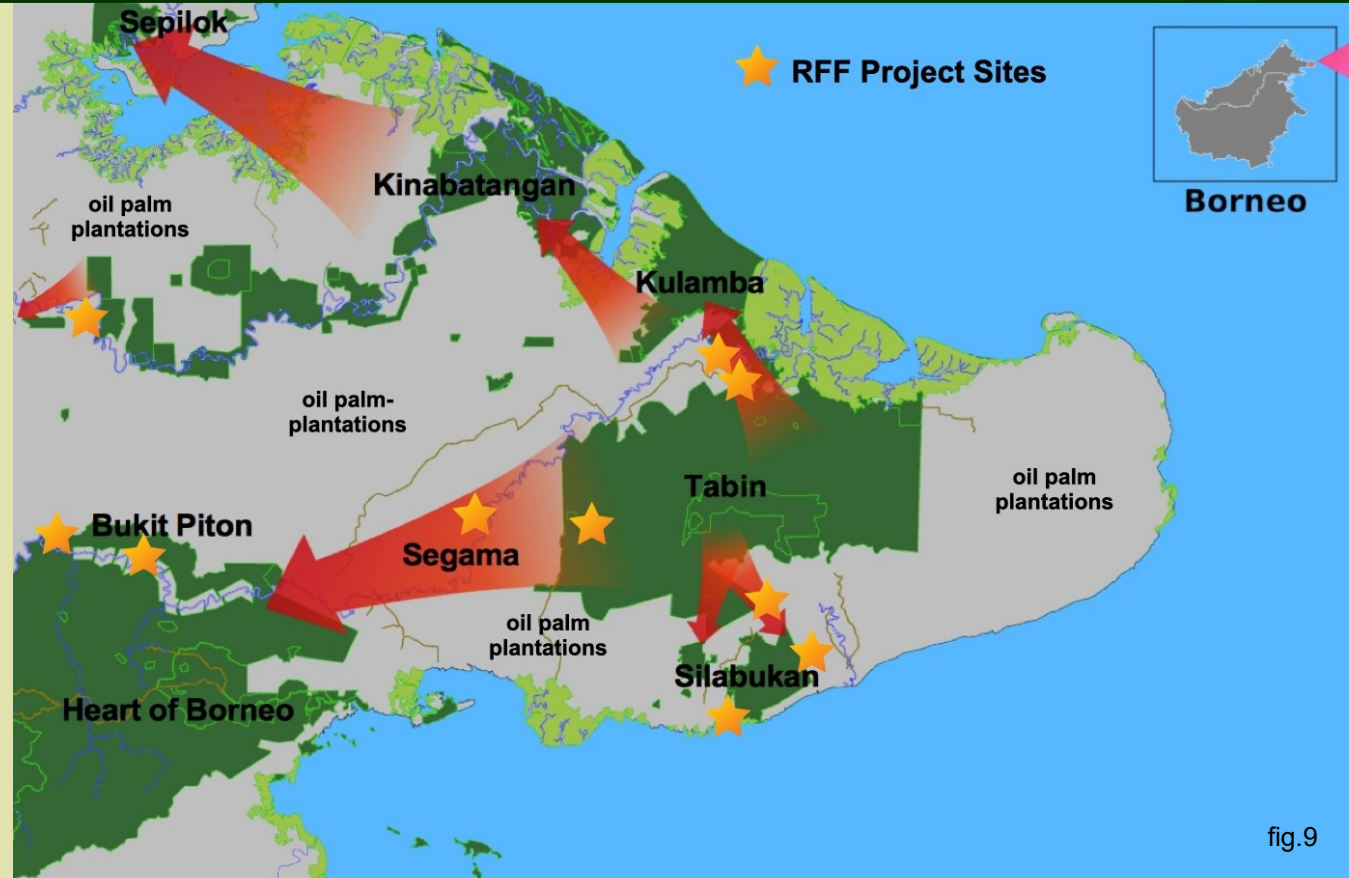 Sepilok
RFF Project Sites
Borneo
Kinabatangan
oil palm
plantations
Kulamba
oil palm-
plantations
Tabin
oil palm
plantations
Bukit Piton
Segama
oil palm
plantations
Silabukan
Heart of Borneo
fig.9